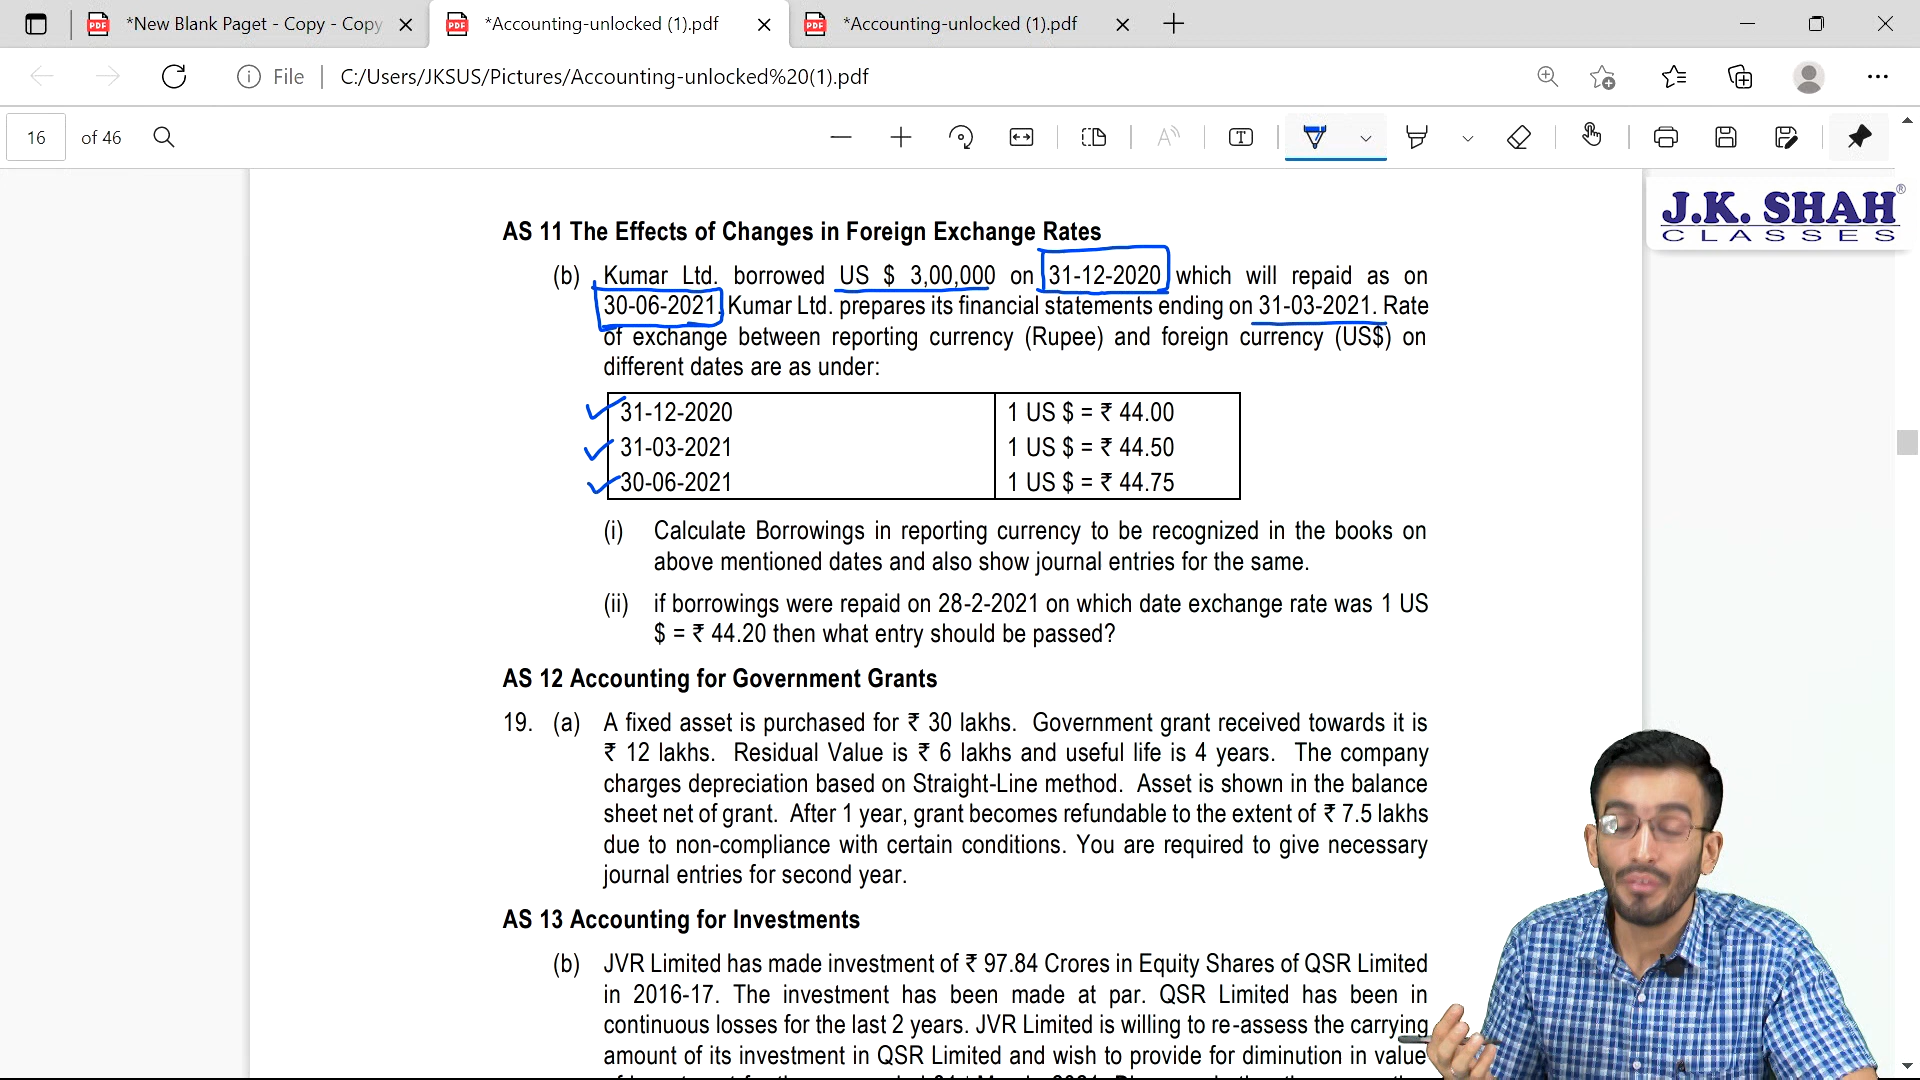 *New Blank Paget - Copy - Copy
*Accounting-unlocked (1).pdf
*Accounting-unlocked (1).pdf
File
C:/Users/JKSUS/Pictures/Accounting-unlocked%20(1).pdf
16 of 46
J.K. SHAH®
CLASSES
AS 11 The Effects of Changes in Foreign Exchange Rates
(b) Kumar Ltd. borrowed US $ 3,00,000 on 31-12-2020 which will repaid as on
30-06-2021. Kumar Ltd. prepares its financial statements ending on 31-03-2021. Rate
of exchange between reporting currency (Rupee) and foreign currency (US$) on
different dates are as under:
31-12-2020 1 US $ = ₹ 44.00
31-03-2021 1 US $ = ₹ 44.50
30-06-2021 1 US $ = ₹ 44.75
(i) Calculate Borrowings in reporting currency to be recognized in the books on
above mentioned dates and also show journal entries for the same.
(ii) if borrowings were repaid on 28-2-2021 on which date exchange rate was 1 US
$ = ₹ 44.20 then what entry should be passed?
AS 12 Accounting for Government Grants
19. (a) A fixed asset is purchased for ₹ 30 lakhs. Government grant received towards it is
₹ 12 lakhs. Residual Value is ₹ 6 lakhs and useful life is 4 years. The company
charges depreciation based on Straight-Line method. Asset is shown in the balance
sheet net of grant. After 1 year, grant becomes refundable to the extent of ₹ 7.5 lakhs
due to non-compliance with certain conditions. You are required to give necessary
journal entries for second year.
AS 13 Accounting for Investments
(b) JVR Limited has made investment of ₹ 97.84 Crores in Equity Shares of QSR Limited
in 2016-17. The investment has been made at par. QSR Limited has been in
continuous losses for the last 2 years. JVR Limited is willing to re-assess the carrying
amount of its investment in QSR Limited and wish to provide for diminution in value